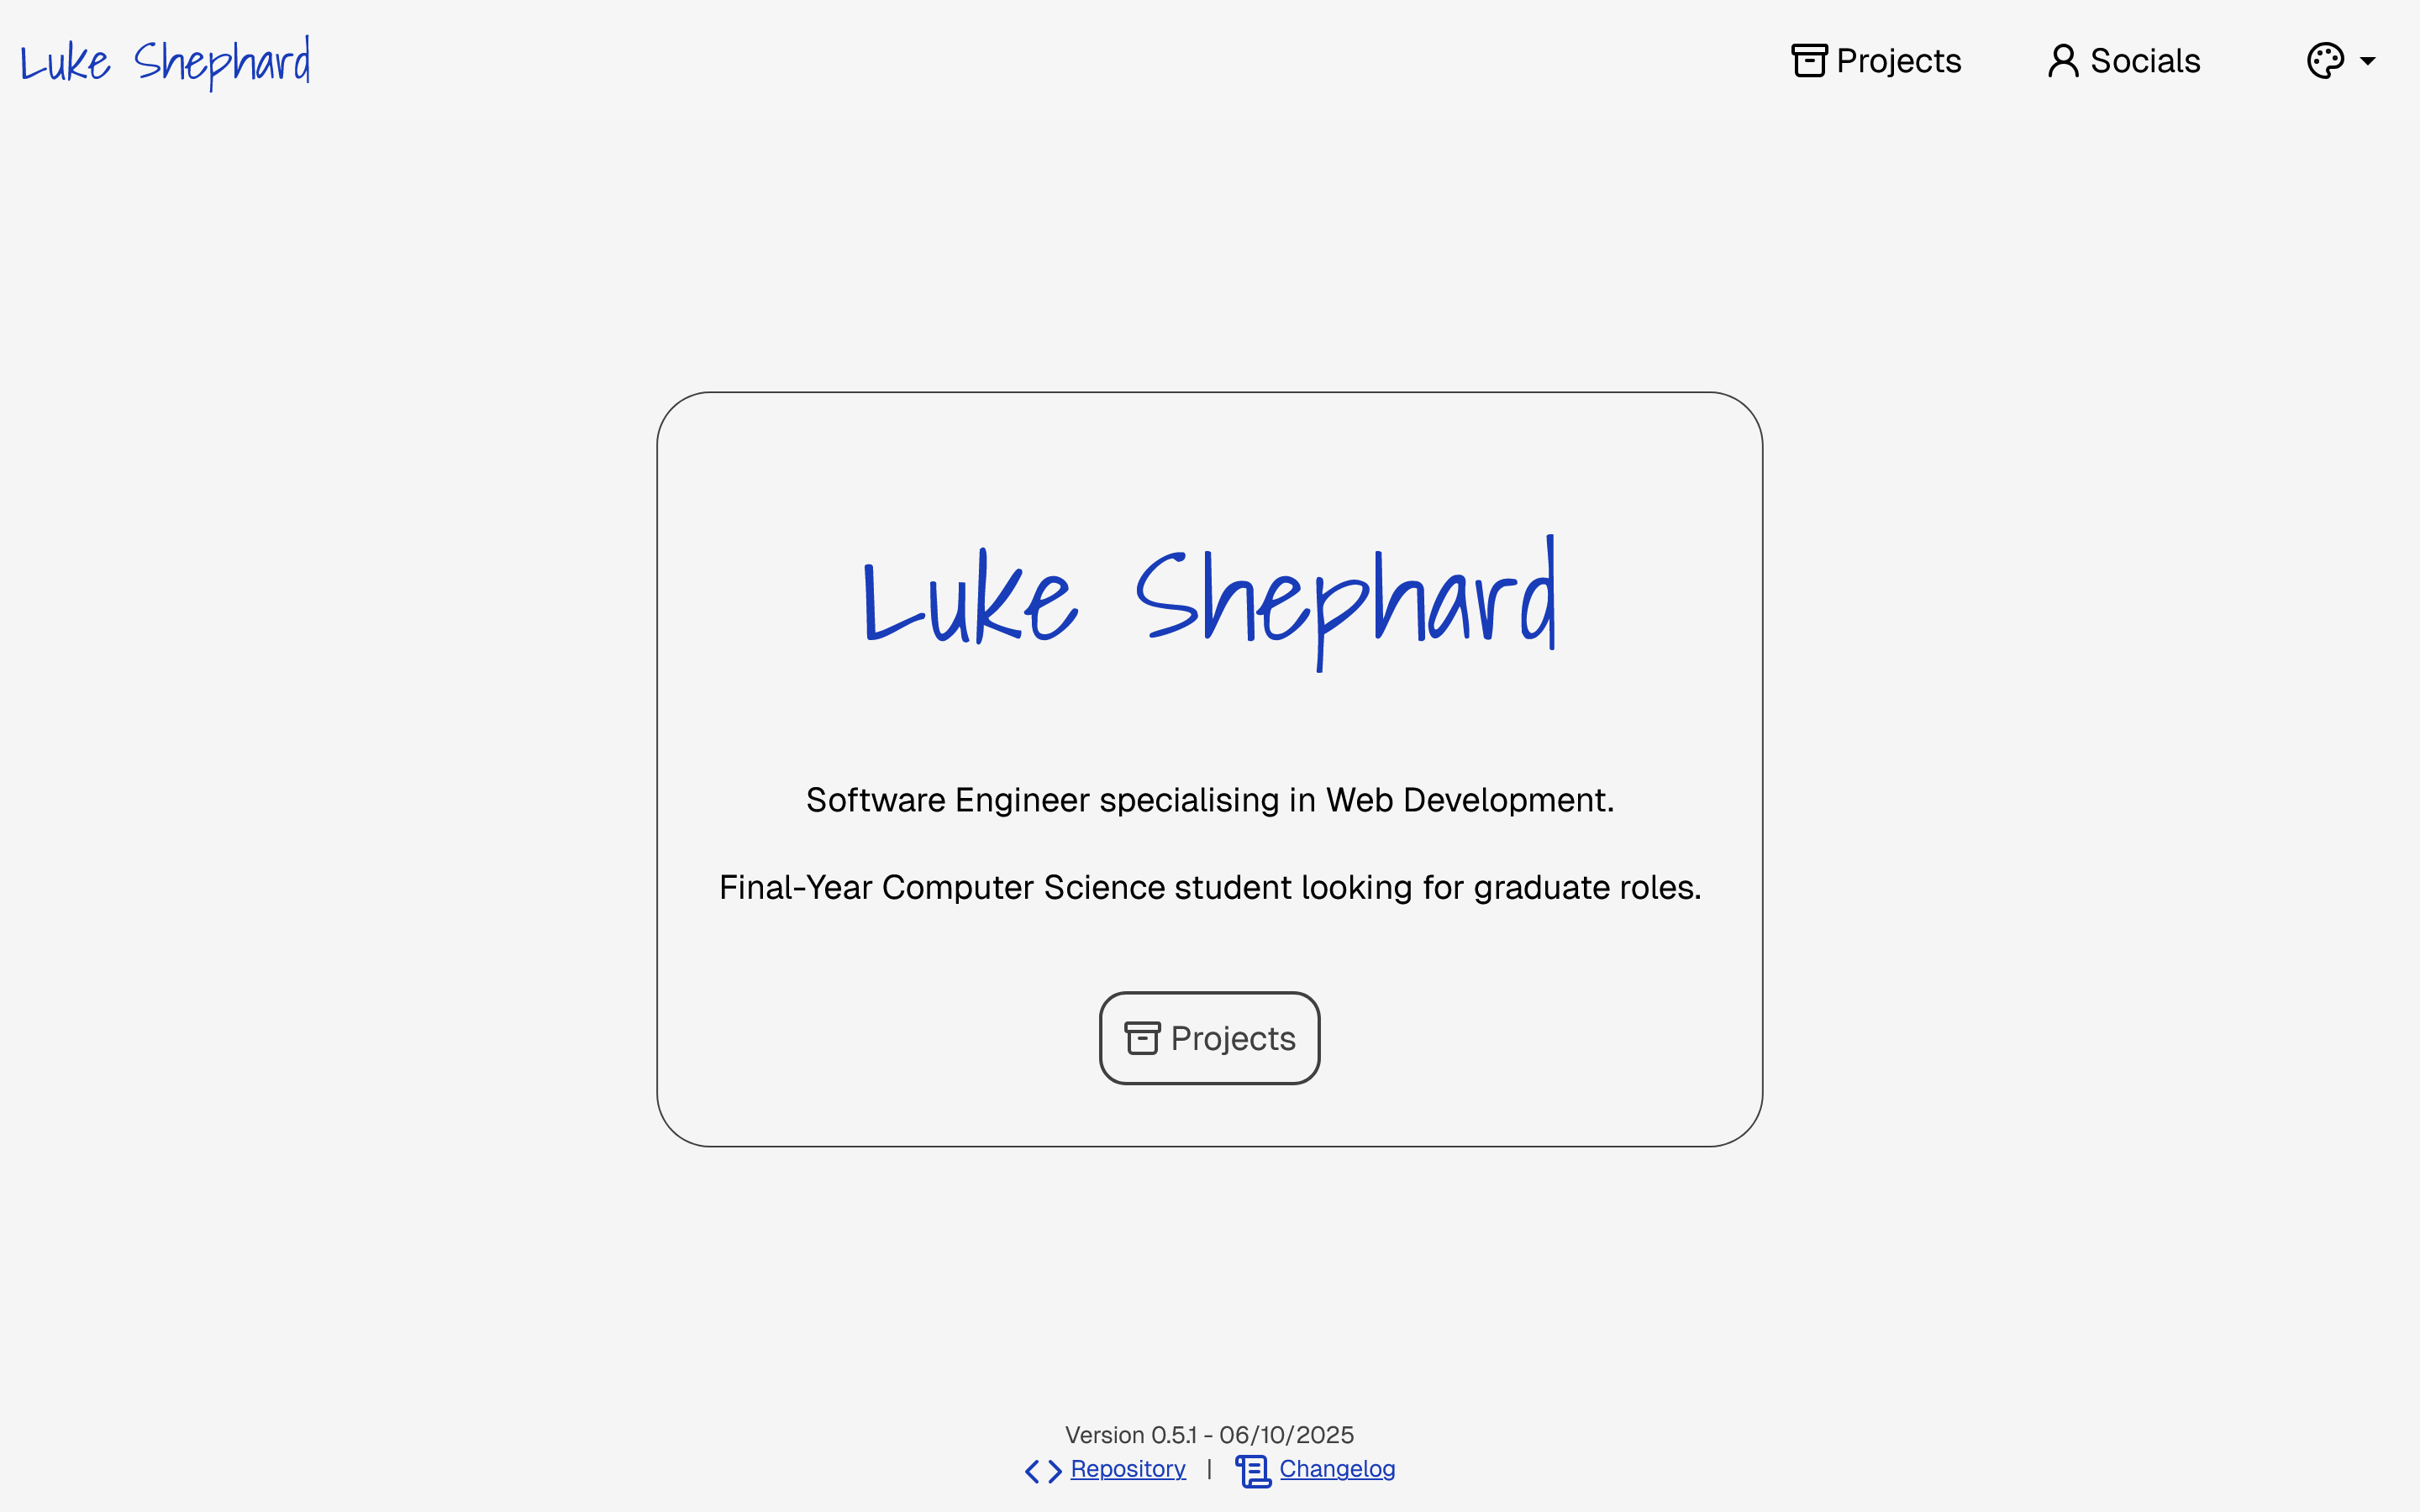 Luke Shephard
Projects
Socials
Luke Shephard
Software Engineer specialising in Web Development.
Final-Year Computer Science student looking for graduate roles.
Projects
Version 0.5.1 - 06/10/2025
Repository | Changelog